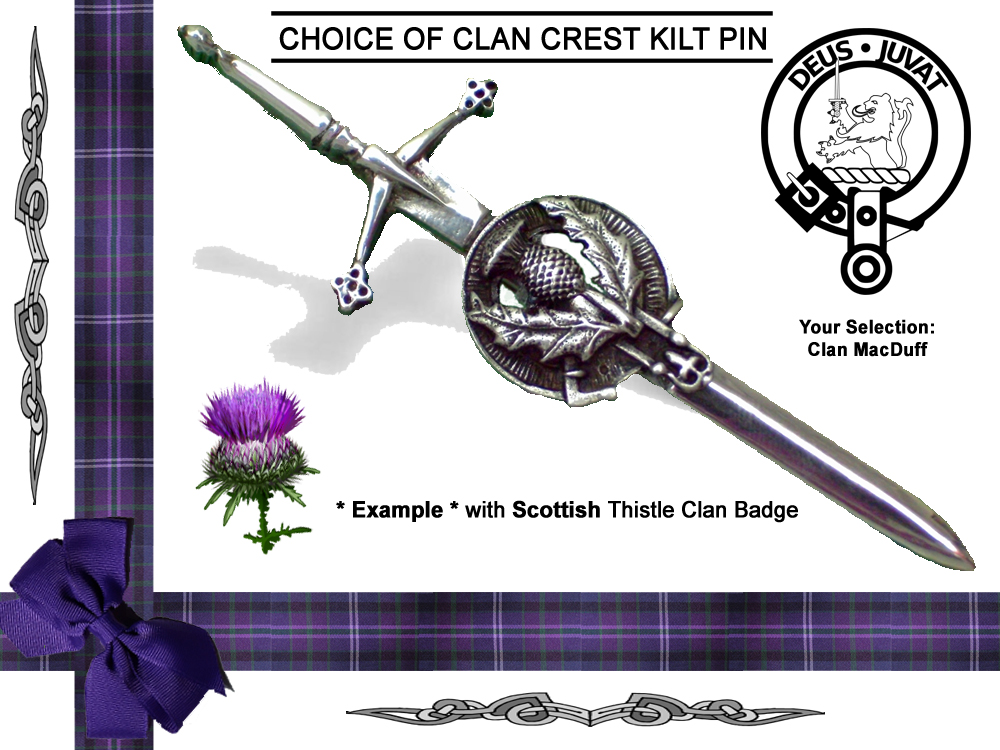 CHOICE OF CLAN CREST KILT PIN
DEUS • JUVAT
Your Selection:
Clan MacDuff
* Example * with Scottish Thistle Clan Badge